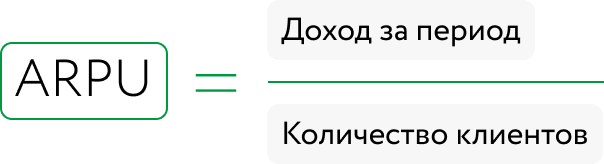 ARPU =
Доход за период
Количество клиентов